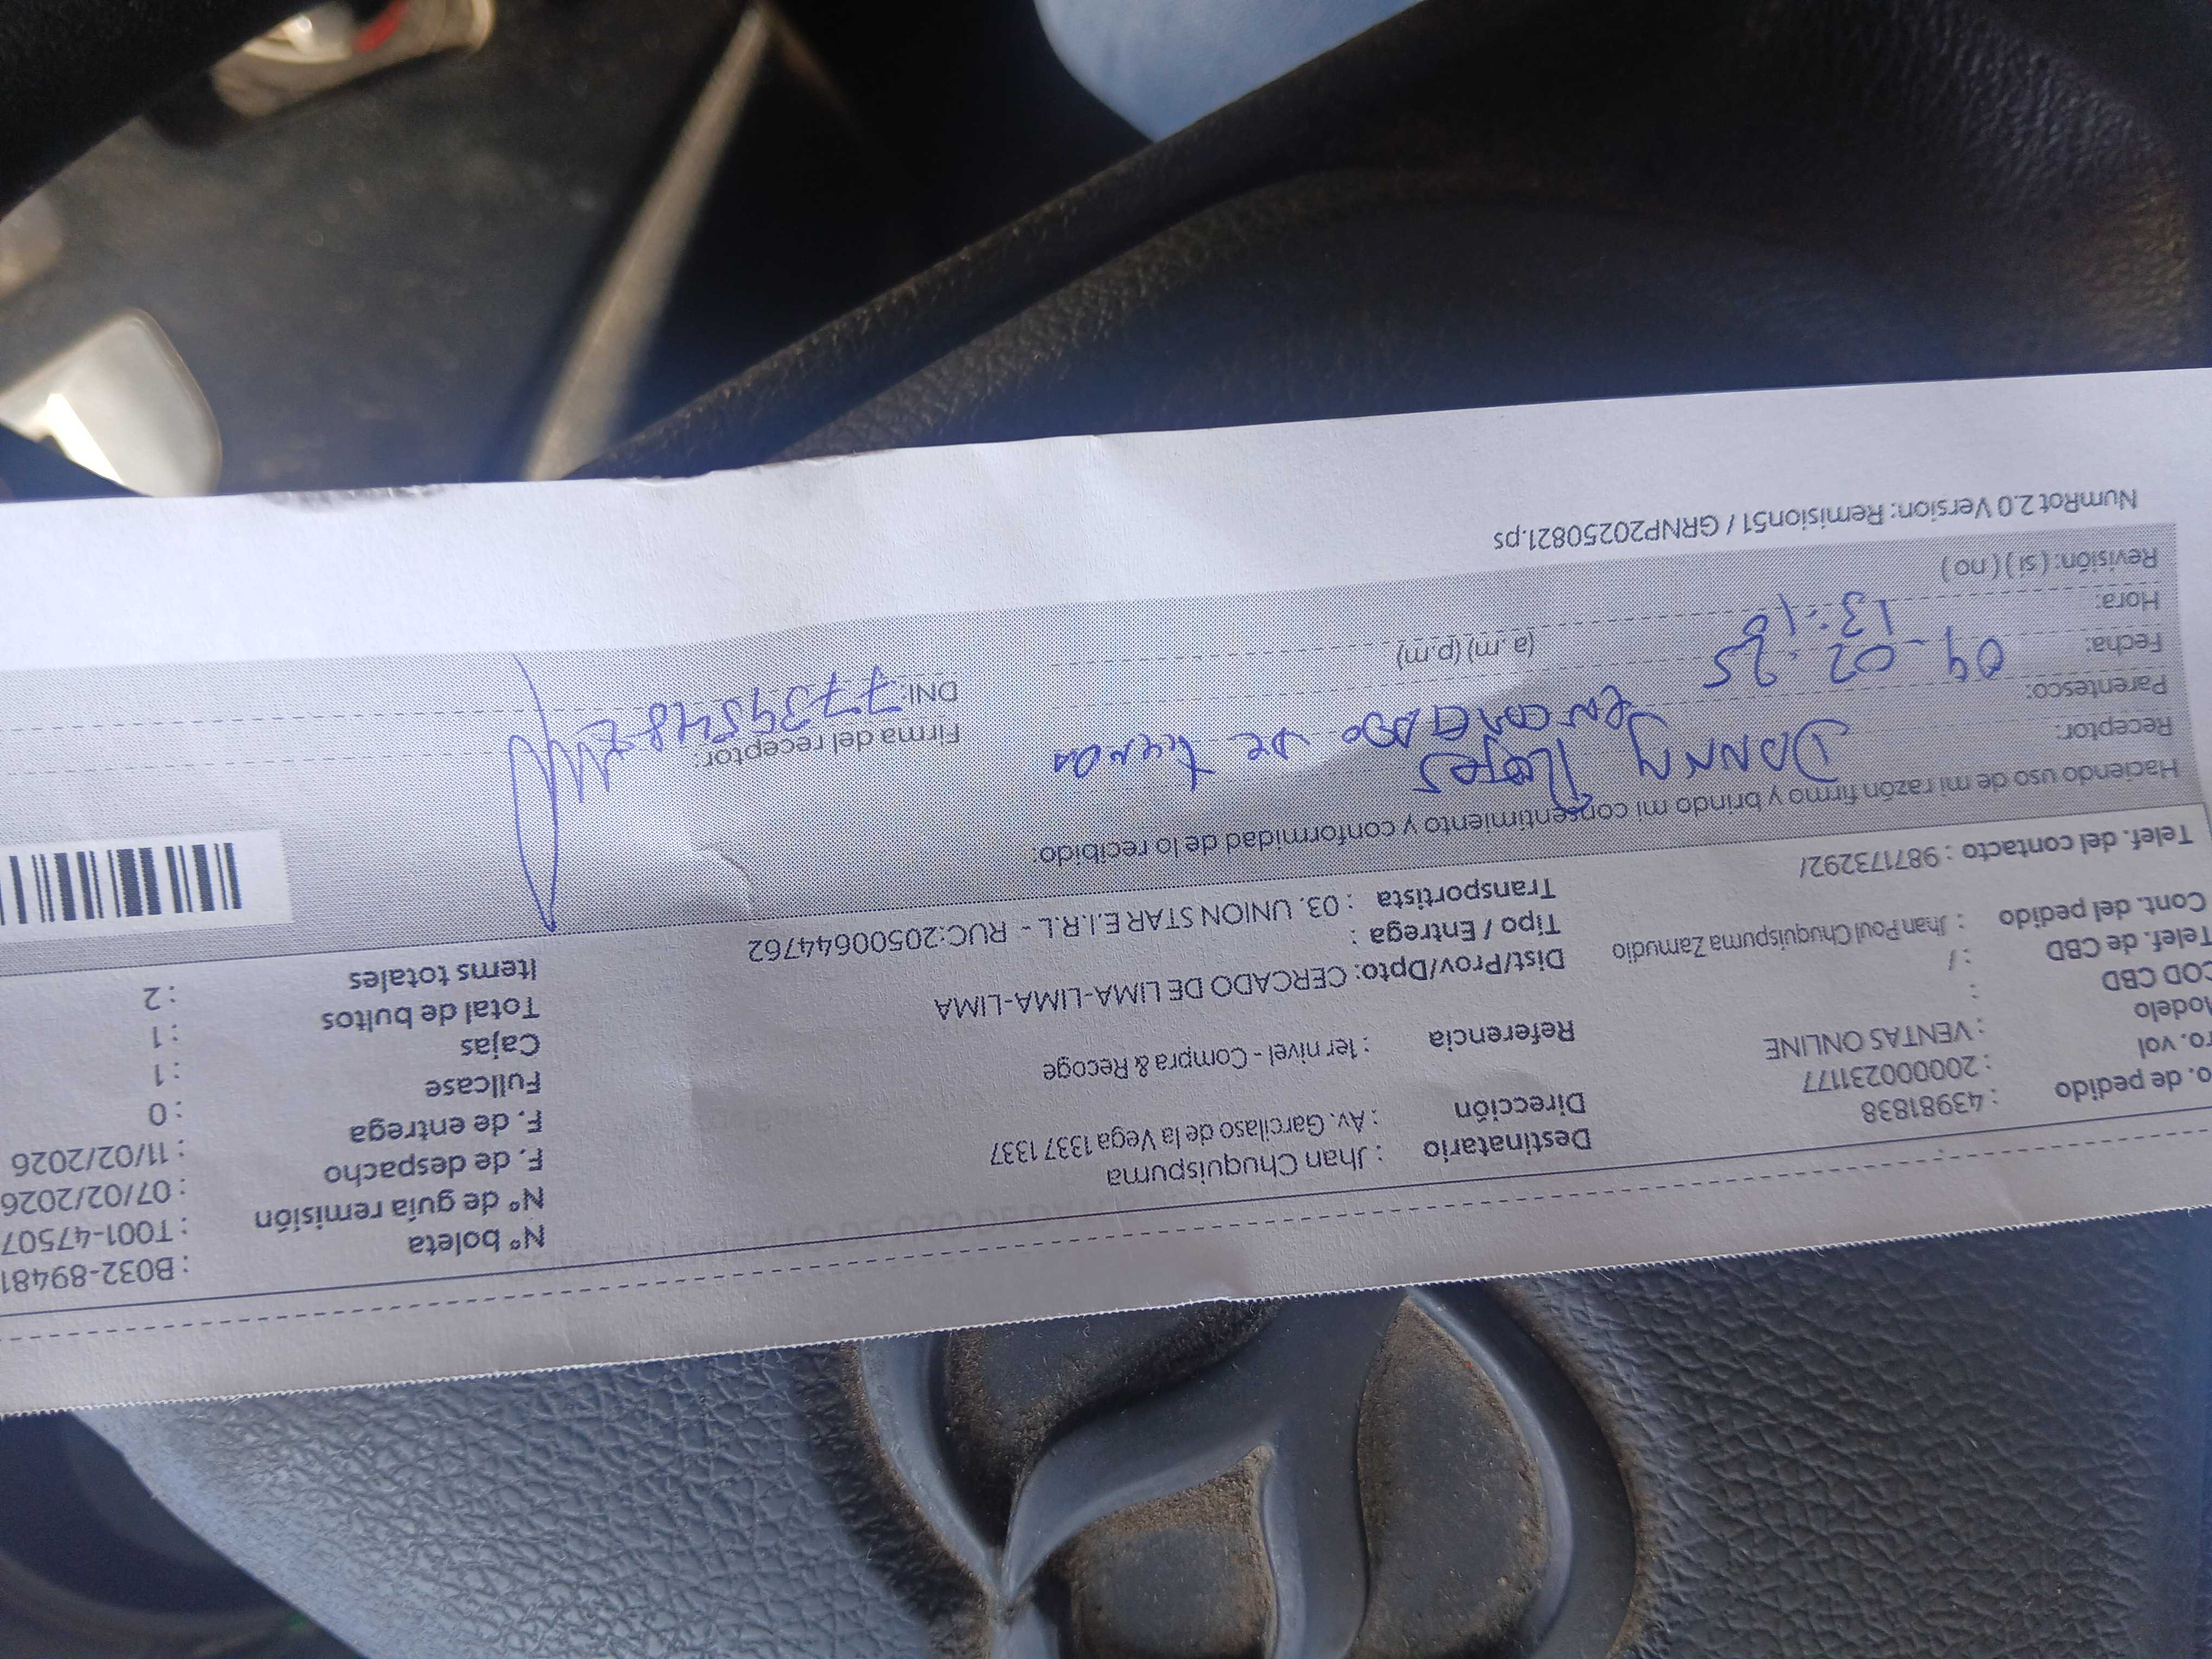 o. de pedido : 43981838
ro. vol : 20000231177
Modelo : VENTAS ONLINE
COD CBD :
Telef. de CBD : /
Cont. del pedido : Jhan Poul Chuquispuma Zamudio
Telef. del contacto : 987173292/
Destinatario : Jhan Chuquispuma
Dirección : Av. Garcilaso de la Vega 1337 1337
Referencia : 1er nivel - Compra & Recoge
Dist/Prov/Dpto: CERCADO DE LIMA-LIMA-LIMA
Tipo / Entrega :
Transportista : 03. UNION STAR E.I.R.L - RUC:20500644762
N° boleta : B032-89481
N° de guía remisión : T001-47507
F. de despacho : 07/02/2026
F. de entrega : 11/02/2026
Fullcase : 0
Cajas : 1
Total de bultos : 1
Items totales : 2
Haciendo uso de mi razón firmo y brindo mi consentimiento y conformidad de lo recibido:
Receptor: DANNY
Parentesco: encargado de tienda
Fecha: 09-02-25
Hora: 13:18 (a.m) (p.m)
Revisión: (si) (no)
Firma del receptor:
DNI: 7739548
NumRot 2.0 Version: Remision51 / GRNP20250821.ps